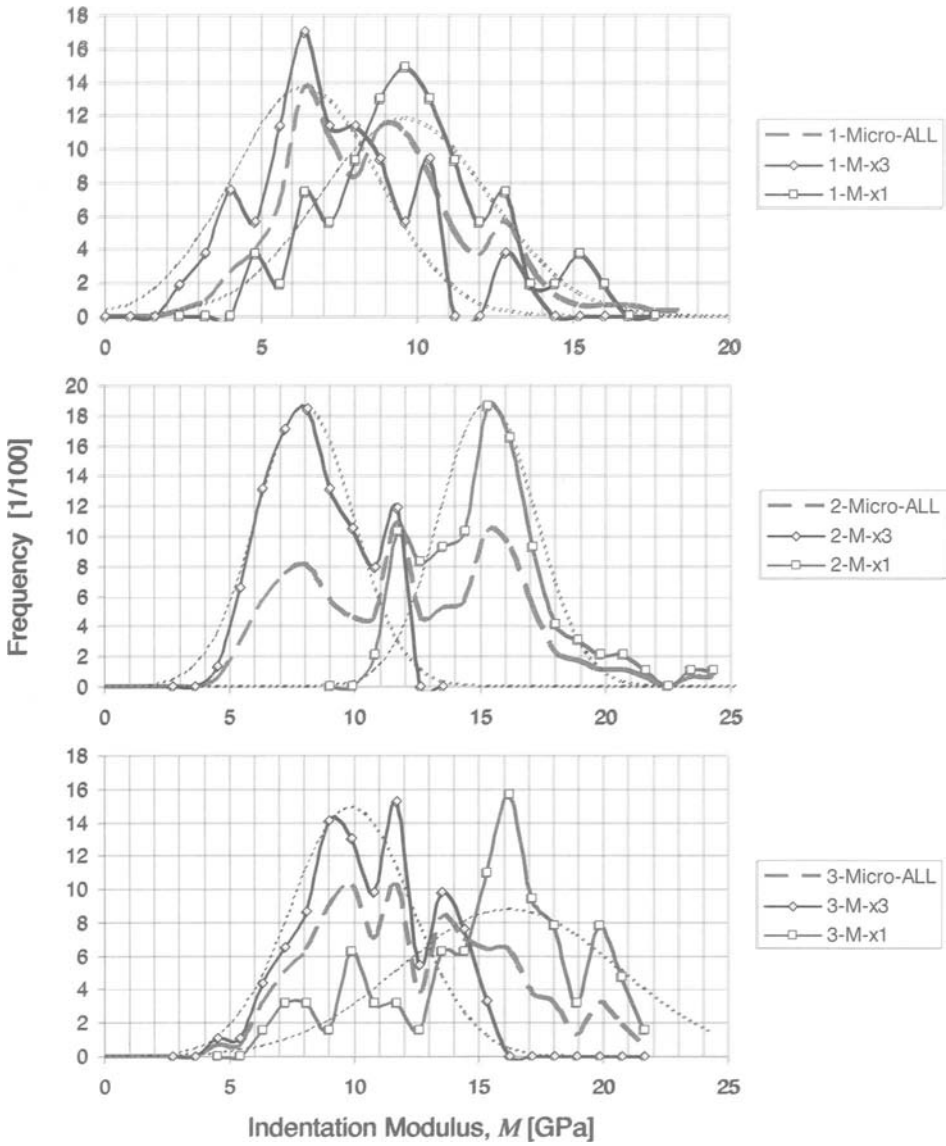 18
16
14
12
10
8
6
4
2
0
0 5 10 15 20
1-Micro-ALL
1-M-x3
1-M-x1
Frequency [1/100]
20
18
16
14
12
10
8
6
4
2
0
0 5 10 15 20 25
2-Micro-ALL
2-M-x3
2-M-x1
18
16
14
12
10
8
6
4
2
0
0 5 10 15 20 25
3-Micro-ALL
3-M-x3
3-M-x1
Indentation Modulus, M [GPa]